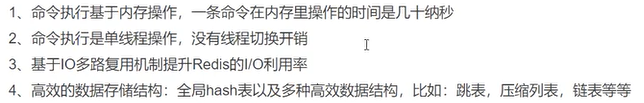 1、命令执行基于内存操作，一条命令在内存里操作的时间是几十纳秒
2、命令执行是单线程操作，没有线程切换开销
3、基于IO多路复用机制提升Redis的I/O利用率
4、高效的数据存储结构：全局hash表以及多种高效数据结构，比如：跳表，压缩列表，链表等等